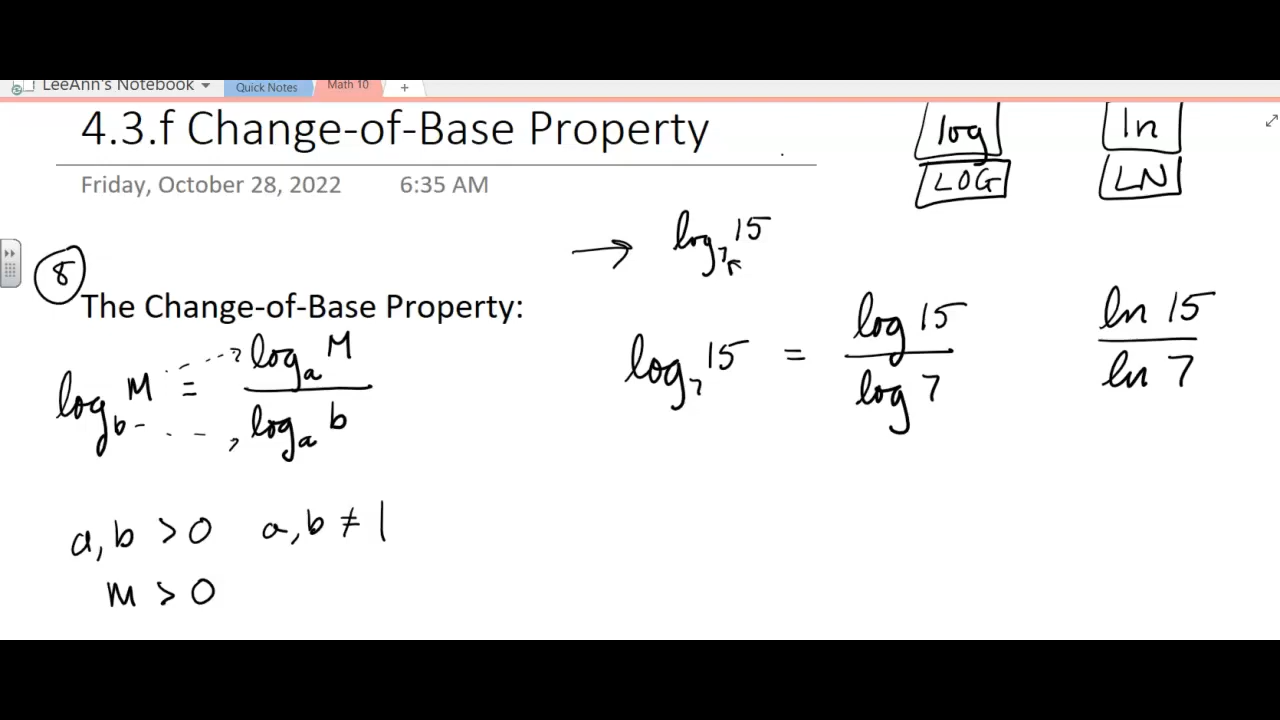 LeeAnn's Notebook Quick Notes Math 10 +
4.3.f Change-of-Base Property
Friday, October 28, 2022 6:35 AM
log ln
LOG LN
→ log₇ 15
8
The Change-of-Base Property:
log_b M = log_a M / log_a b
log₇ 15 = log 15 / log 7 ln 15 / ln 7
a, b > 0 a, b ≠ 1
M > 0